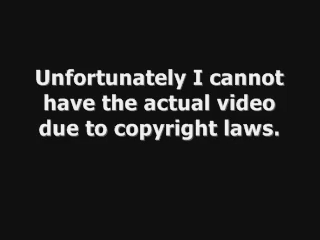 Unfortunately I cannot
have the actual video
due to copyright laws.